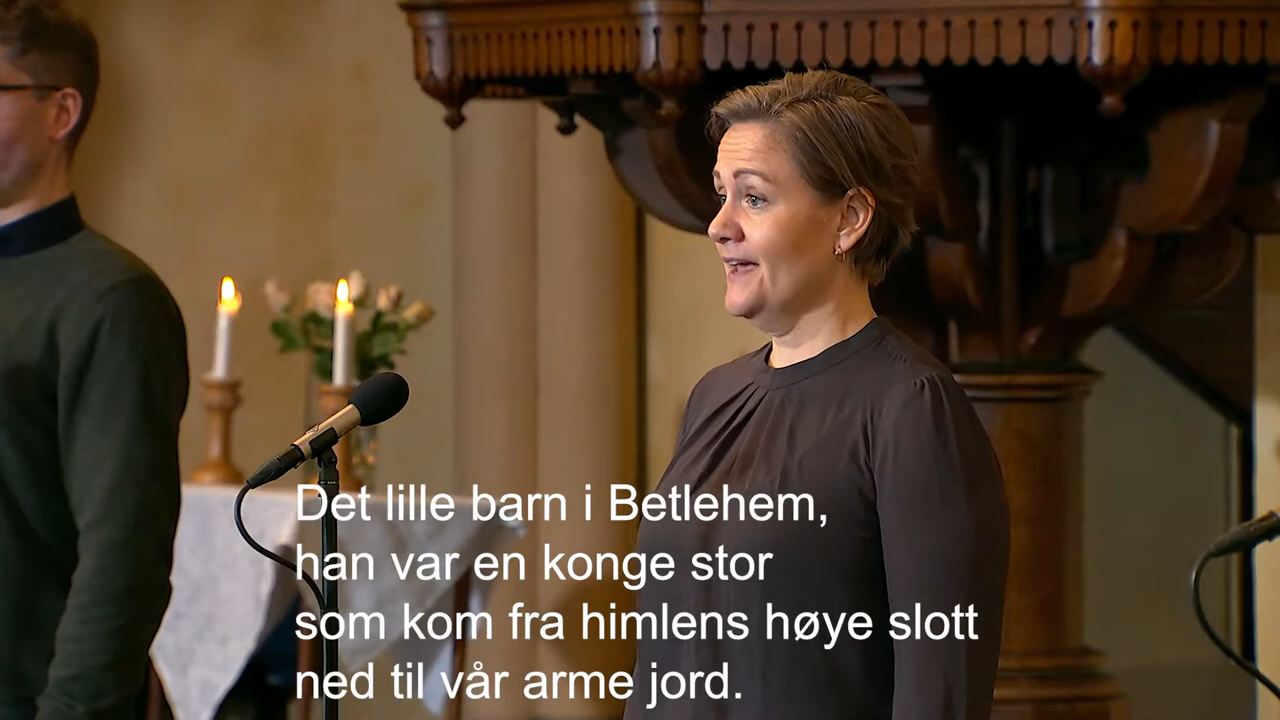 Det lille barn i Betlehem,
han var en konge stor
som kom fra himlens høye slott
ned til vår arme jord.